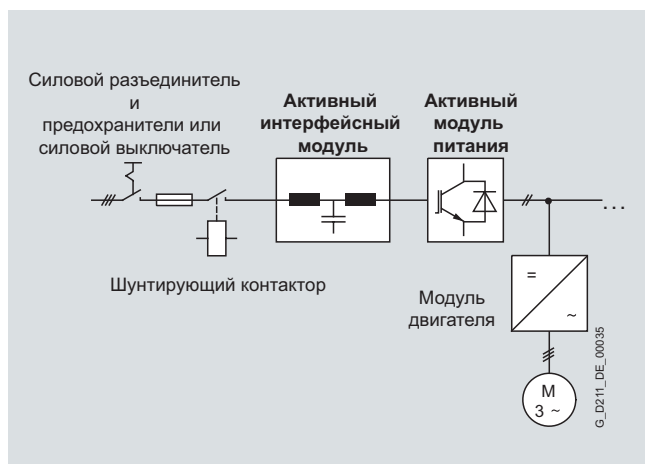 Силовой разъединитель
и
предохранители или
силовой выключатель
Активный
интерфейсный
модуль
Активный
модуль
питания
...
Шунтирующий контактор
Модуль
двигателя
=
~
M
3 ~
G_D211_DE_00035